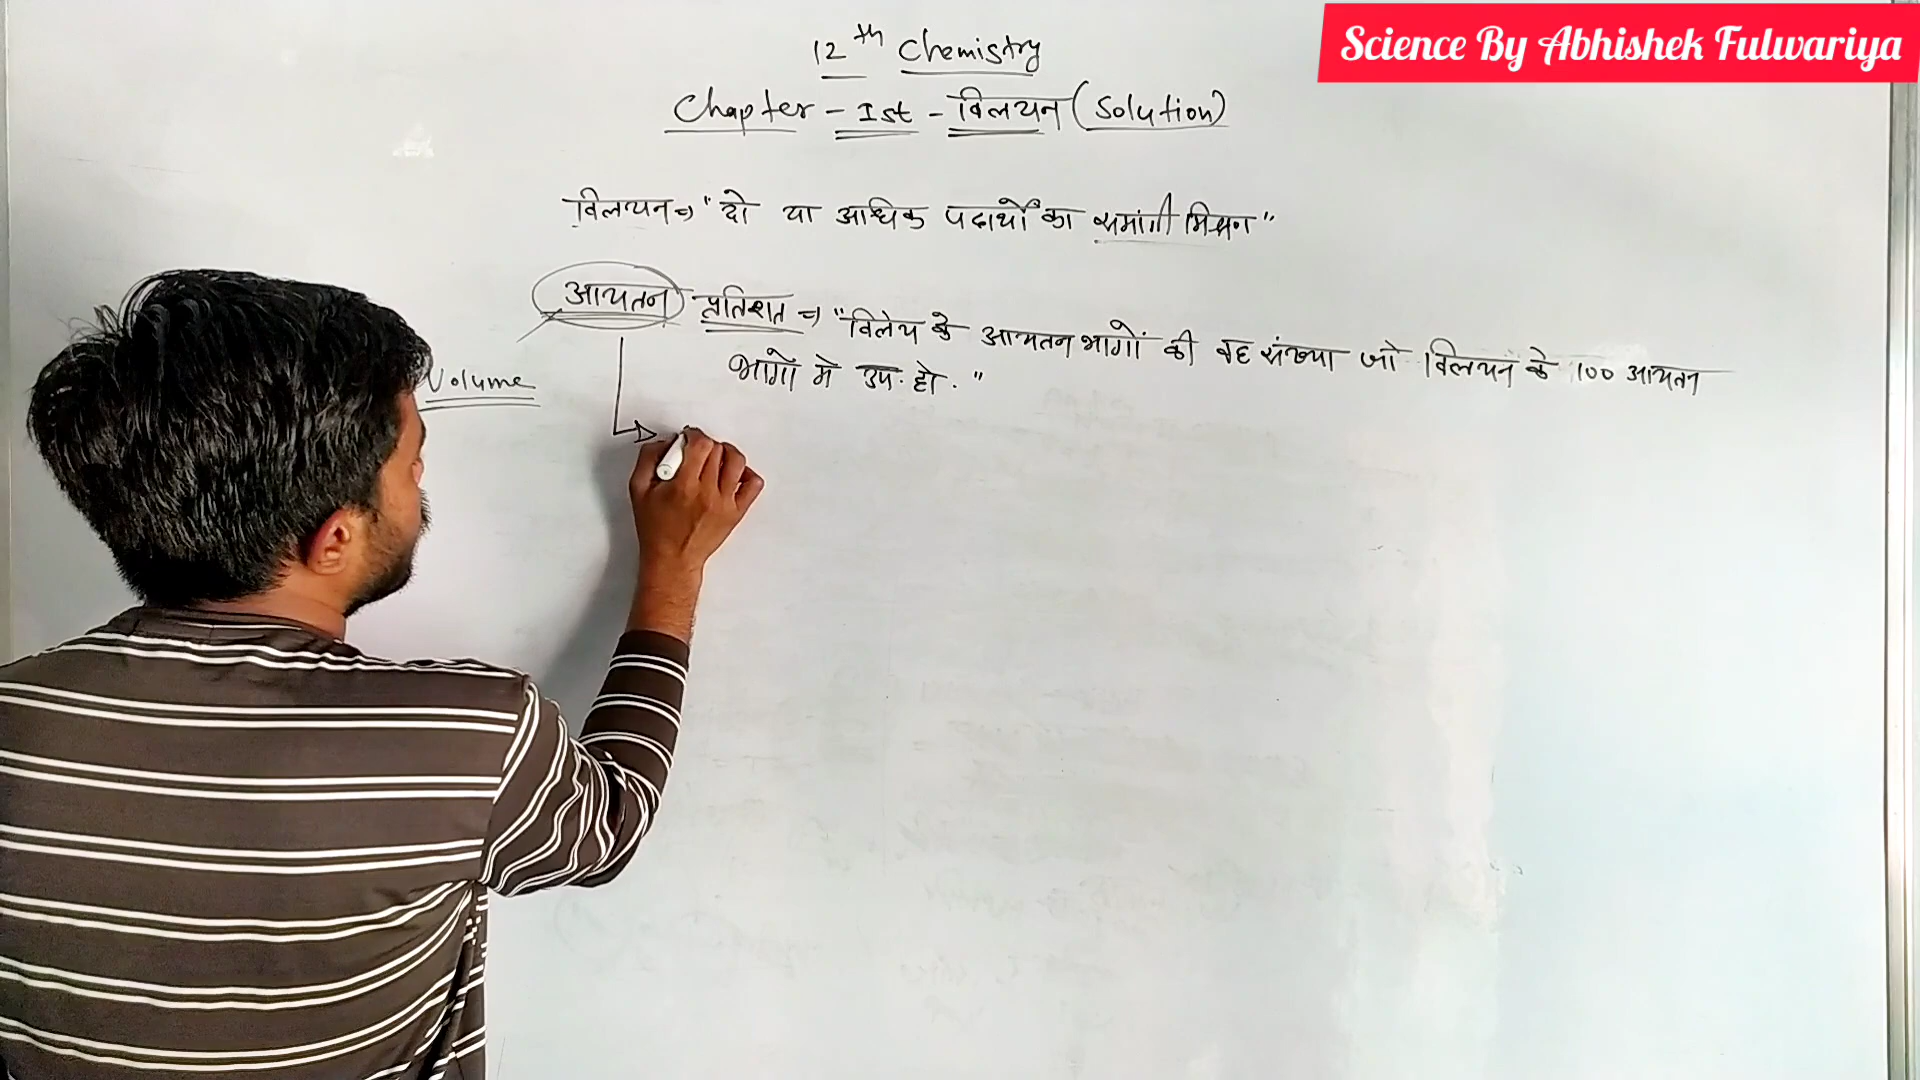 Science By Abhishek Fulwariya
12th Chemistry
Chapter - Ist - विलयन (Solution)
विलयन ⇒ "दो या अधिक पदार्थों का समांगी मिश्रण"
आयतन प्रतिशत ⇒ "विलेय के आयतन भागों की वह संख्या जो विलयन के 100 आयतन
भागों मे उप. हो."
Volume